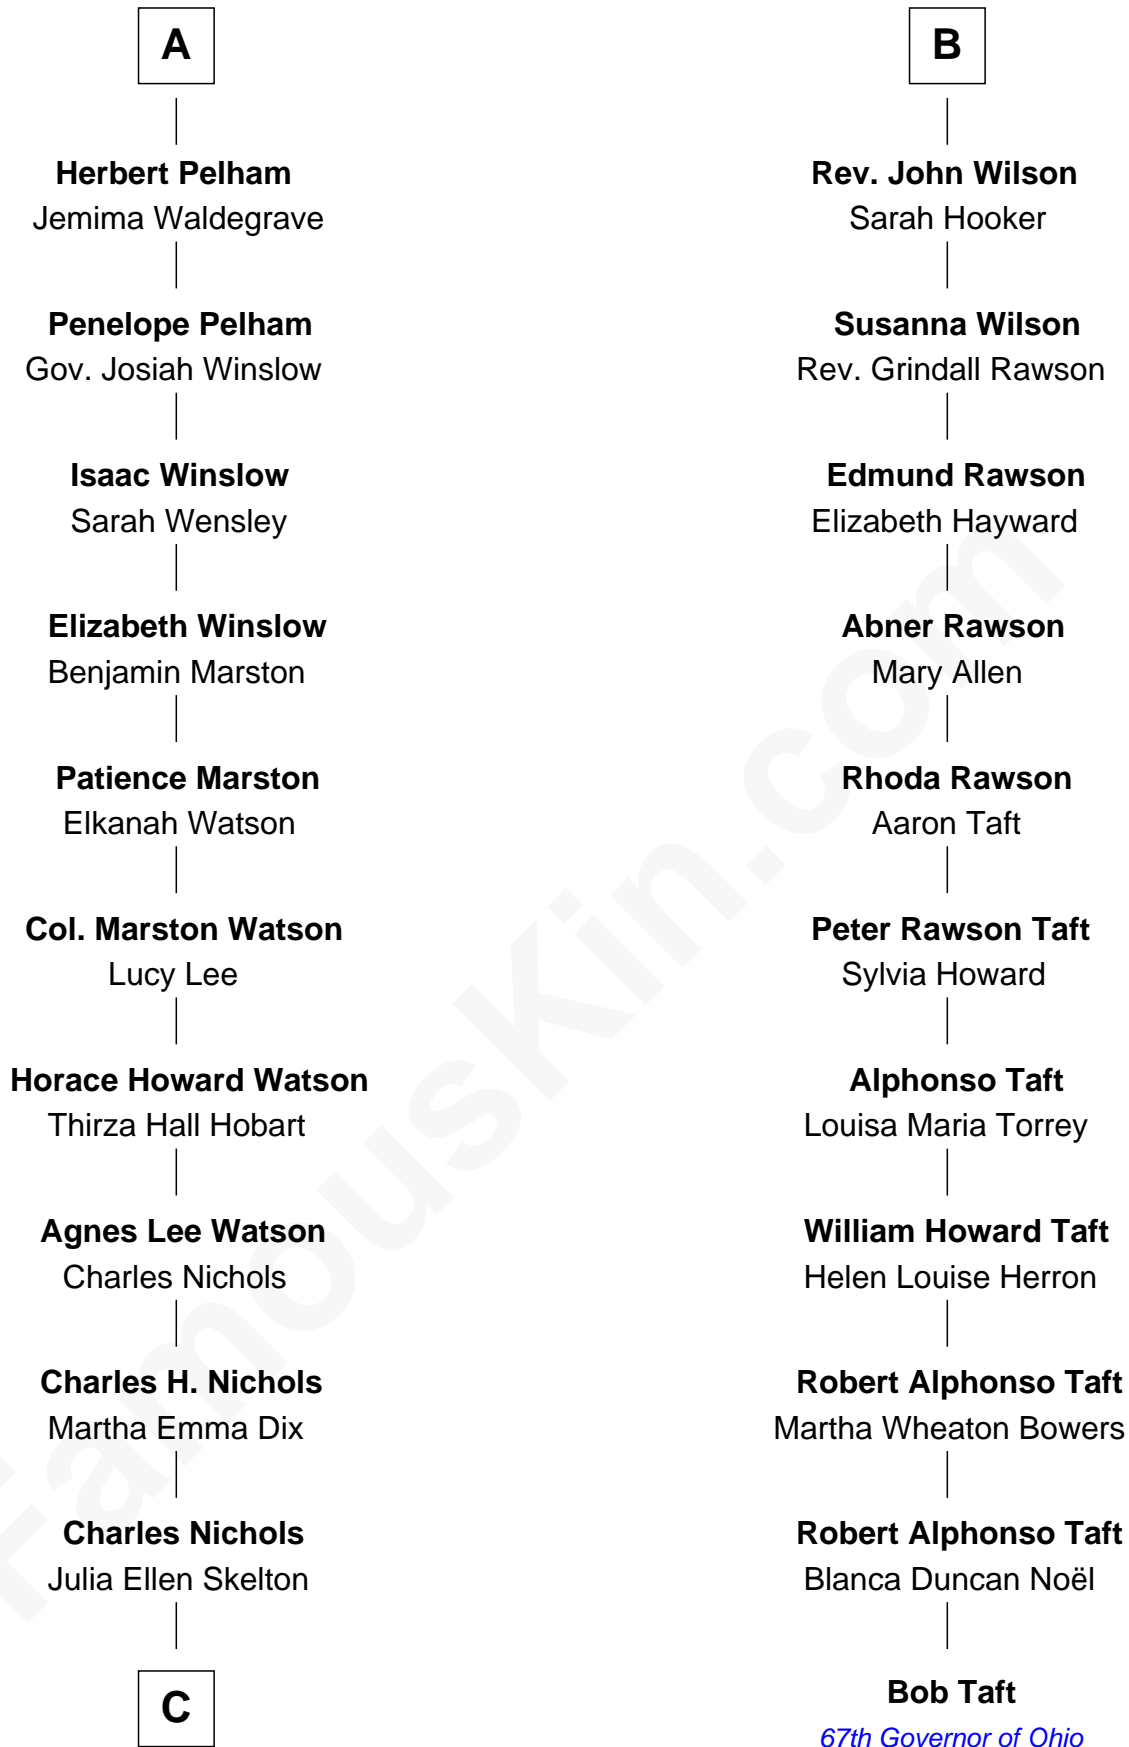 A
Herbert Pelham
Jemima Waldegrave
Penelope Pelham
Gov. Josiah Winslow
Isaac Winslow
Sarah Wensley
Elizabeth Winslow
Benjamin Marston
Patience Marston
Elkanah Watson
Col. Marston Watson
Lucy Lee
Horace Howard Watson
Thirza Hall Hobart
Agnes Lee Watson
Charles Nichols
Charles H. Nichols
Martha Emma Dix
Charles Nichols
Julia Ellen Skelton
C
B
Rev. John Wilson
Sarah Hooker
Susanna Wilson
Rev. Grindall Rawson
Edmund Rawson
Elizabeth Hayward
Abner Rawson
Mary Allen
Rhoda Rawson
Aaron Taft
Peter Rawson Taft
Sylvia Howard
Alphonso Taft
Louisa Maria Torrey
William Howard Taft
Helen Louise Herron
Robert Alphonso Taft
Martha Wheaton Bowers
Robert Alphonso Taft
Blanca Duncan Noël
Bob Taft
67th Governor of Ohio
FamousKin.com